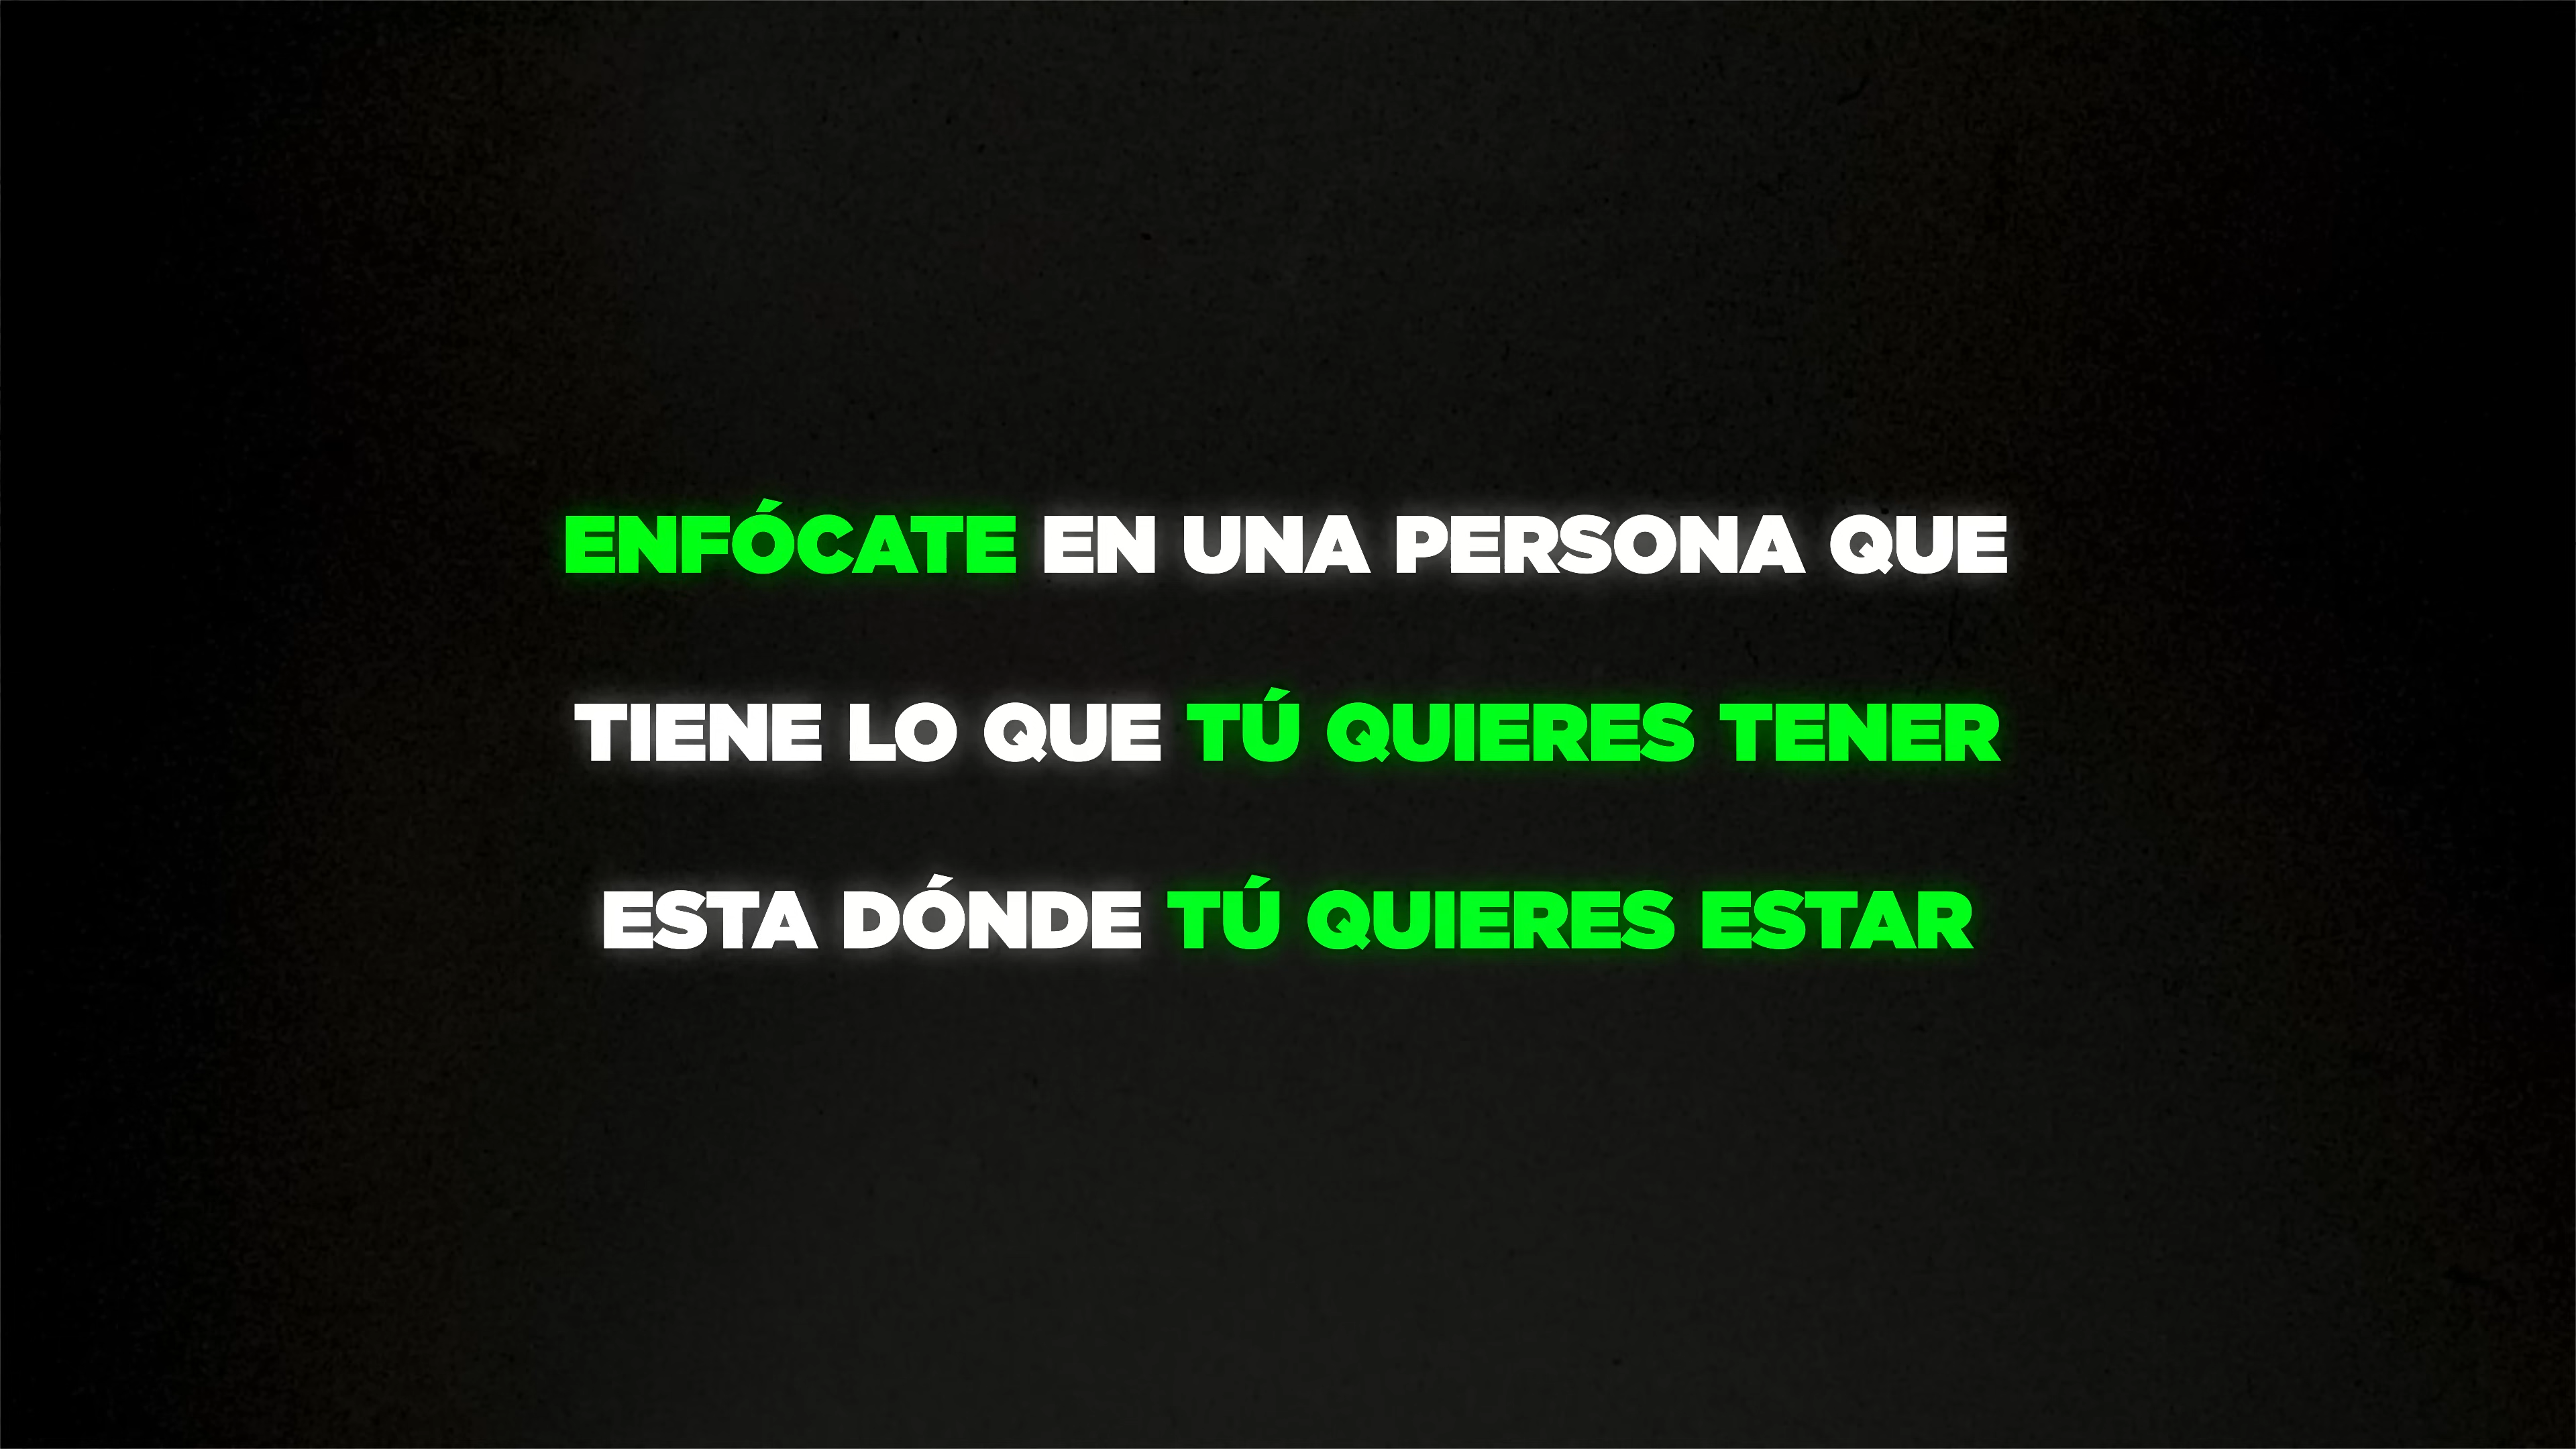 ENFÓCATE EN UNA PERSONA QUE
TIENE LO QUE TÚ QUIERES TENER
ESTA DÓNDE TÚ QUIERES ESTAR